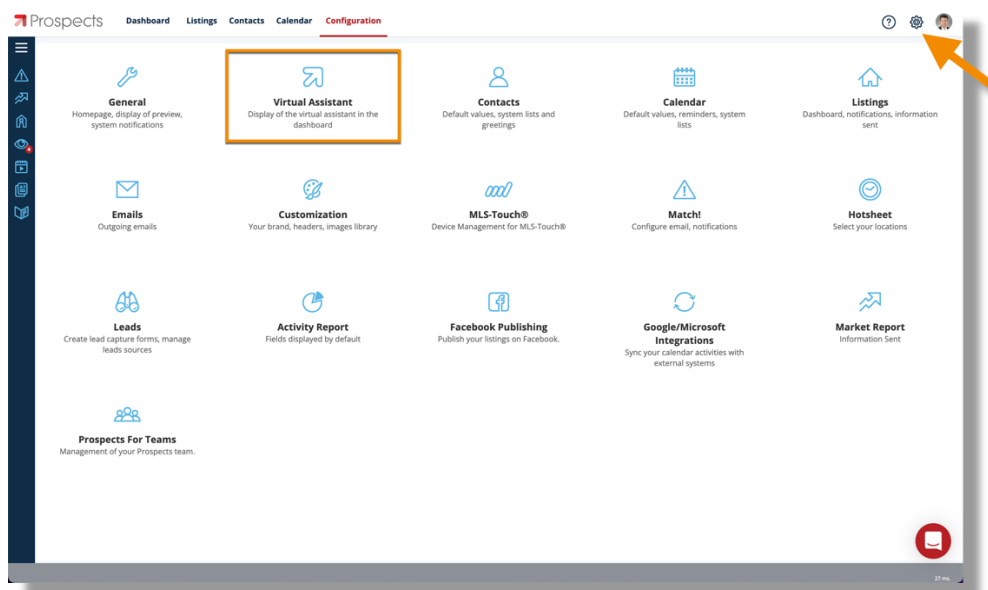 Prospects
Dashboard Listings Contacts Calendar Configuration
General
Homepage, display of preview,
system notifications
Virtual Assistant
Display of the virtual assistant in the
dashboard
Contacts
Default values, system lists and
greetings
Calendar
Default values, reminders, system
lists
Listings
Dashboard, notifications, information
sent
Emails
Outgoing emails
Customization
Your brand, headers, images library
MLS-Touch®
Device Management for MLS-Touch®
Match!
Configure email, notifications
Hotsheet
Select your locations
Leads
Create lead capture forms, manage
leads sources
Activity Report
Fields displayed by default
Facebook Publishing
Publish your listings on Facebook.
Google/Microsoft
Integrations
Sync your calendar activities with
external systems
Market Report
Information Sent
Prospects For Teams
Management of your Prospects team.
4
27 ms.